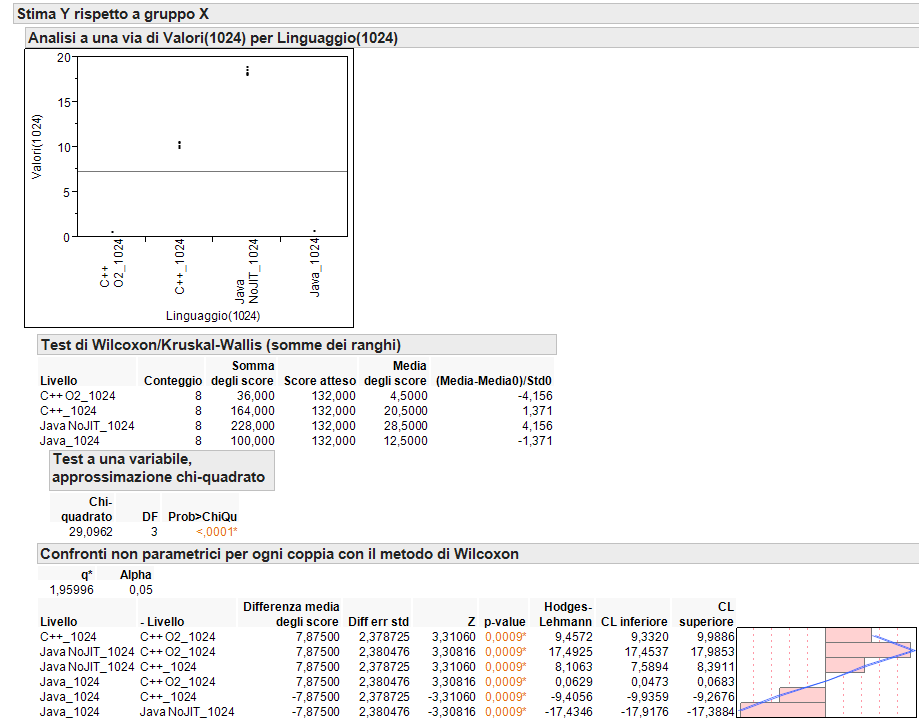 Stima Y rispetto a gruppo X
Analisi a una via di Valori(1024) per Linguaggio(1024)
20
15
10
5
0
Valori(1024)
C++ O2_1024
C++_1024
Java NoJIT_1024
Java_1024
Linguaggio(1024)
Test di Wilcoxon/Kruskal-Wallis (somme dei ranghi)
Somma Media
Livello Conteggio degli score Score atteso degli score (Media-Media0)/Std0
C++ O2_1024 8 36,000 132,000 4,5000 -4,156
C++_1024 8 164,000 132,000 20,5000 1,371
Java NoJIT_1024 8 228,000 132,000 28,5000 4,156
Java_1024 8 100,000 132,000 12,5000 -1,371
Test a una variabile,
approssimazione chi-quadrato
Chi-
quadrato DF Prob>ChiQu
29,0962 3 <,0001*
Confronti non parametrici per ogni coppia con il metodo di Wilcoxon
q* Alpha
1,95996 0,05
Differenza media Hodges- CL
Livello - Livello degli score Diff err std Z p-value Lehmann CL inferiore superiore
C++_1024 C++ O2_1024 7,87500 2,378725 3,31060 0,0009* 9,4572 9,3320 9,9886
Java NoJIT_1024 C++ O2_1024 7,87500 2,380476 3,30816 0,0009* 17,4925 17,4537 17,9853
Java NoJIT_1024 C++_1024 7,87500 2,378725 3,31060 0,0009* 8,1063 7,5894 8,3911
Java_1024 C++ O2_1024 7,87500 2,380476 3,30816 0,0009* 0,0629 0,0473 0,0683
Java_1024 C++_1024 -7,87500 2,378725 -3,31060 0,0009* -9,4056 -9,9359 -9,2676
Java_1024 Java NoJIT_1024 -7,87500 2,380476 -3,30816 0,0009* -17,4346 -17,9176 -17,3884